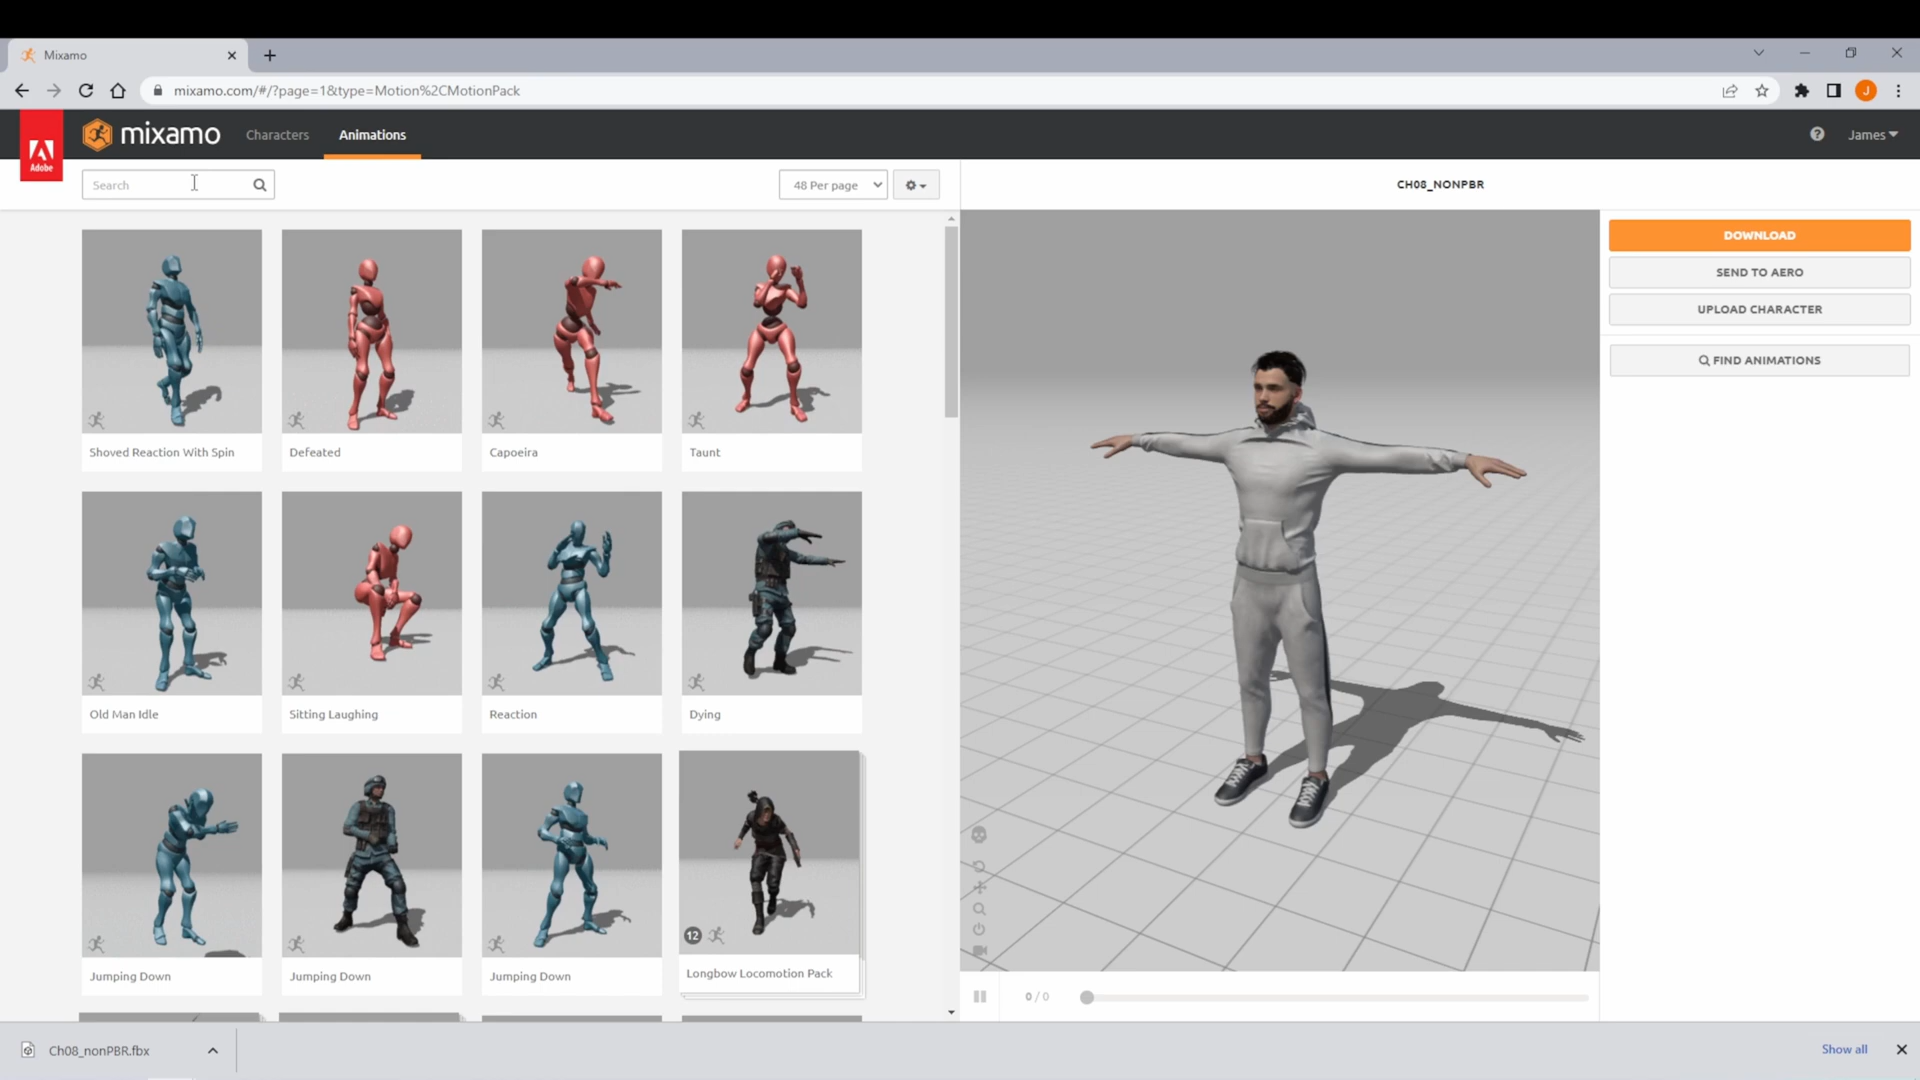 Mixamo
mixamo.com/#/?page=1&type=Motion%2CMotionPack
J
Adobe
mixamo
Characters
Animations
James
Search
48 Per page
CH08_NONPBR
DOWNLOAD
SEND TO AERO
UPLOAD CHARACTER
FIND ANIMATIONS
Shoved Reaction With Spin
Defeated
Capoeira
Taunt
Old Man Idle
Sitting Laughing
Reaction
Dying
12
Jumping Down
Jumping Down
Jumping Down
Longbow Locomotion Pack
0 / 0
Ch08_nonPBR.fbx
Show all